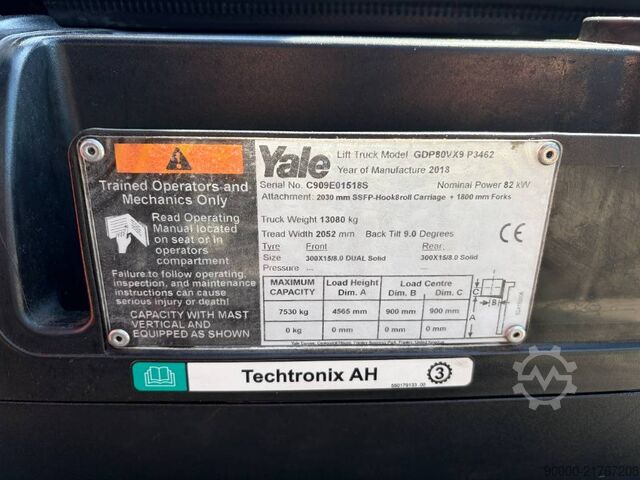 Trained Operators and
Mechanics Only
Read Operating
Manual located
on seat or in
operators
compartment
Failure to follow operating,
inspection, and maintenance
instructions can cause
serious injury or death!
CAPACITY WITH MAST
VERTICAL AND
EQUIPPED AS SHOWN
Yale Lift Truck Model GDP80VX9 P3462
Year of Manufacture 2018
Serial No. C909E01518S Nominal Power 82 kW
Attachment: 2030 mm SSFP-Hook&roll Carriage + 1800 mm Forks
Truck Weight 13080 kg
Tread Width 2052 mm Back Tilt 9.0 Degrees
CE
Tyre Front Rear
Size 300X15/8.0 DUAL Solid 300X15/8.0 Solid
Pressure --- ---
MAXIMUM CAPACITY Load Height Dim. A Load Centre Dim. B Dim. C
7530 kg 4565 mm 900 mm 900 mm
0 kg 0 mm 0 mm 0 mm
C B A
Techtronix AH 3
580179133 00
90000-21767208